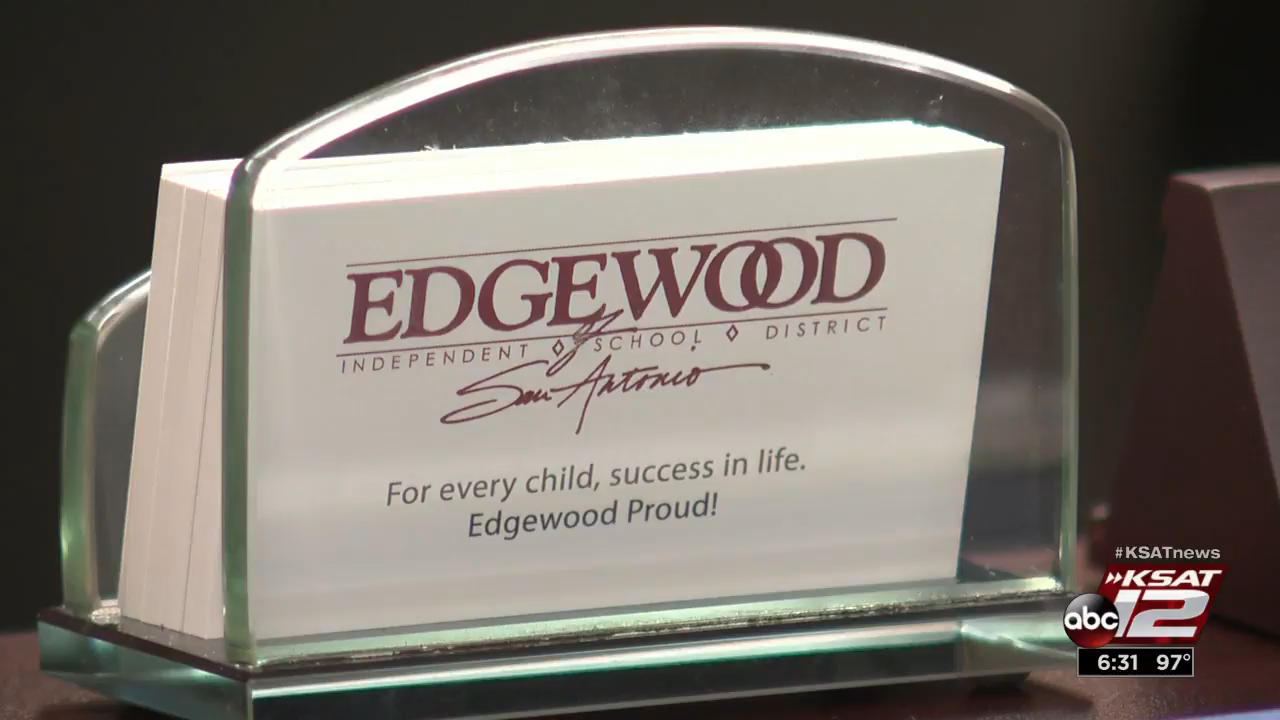 EDGEWOOD
INDEPENDENT of SCHOOL DISTRICT
San Antonio
For every child, success in life.
Edgewood Proud!
#KSATnews
KSAT
abc 12
6:31 97°